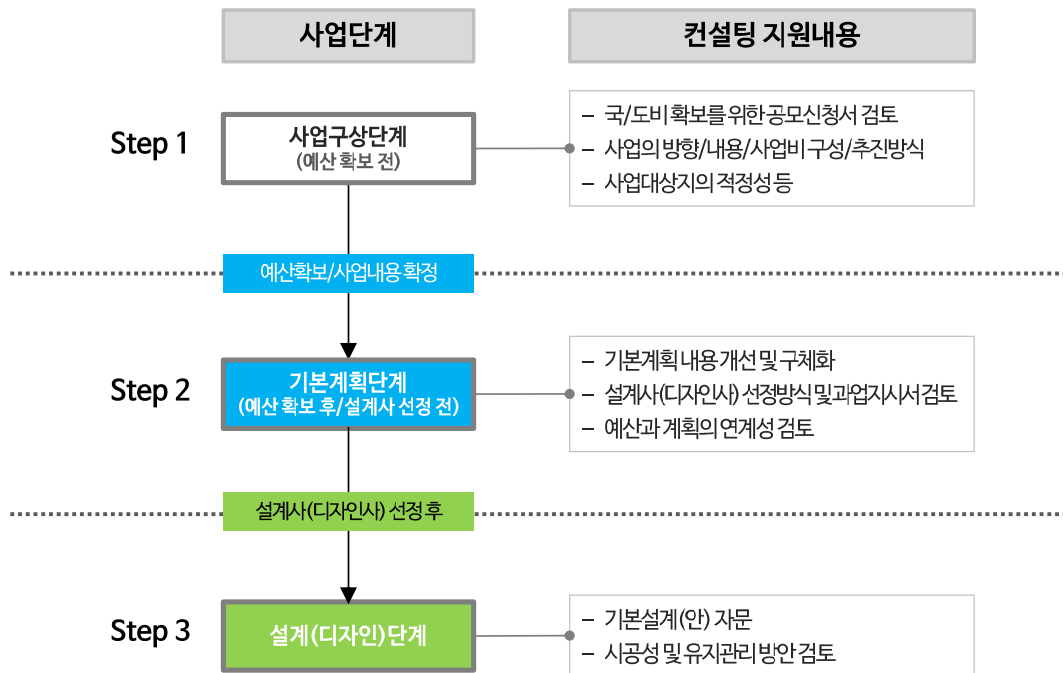 사업단계
컨설팅 지원내용
Step 1
사업구상단계
(예산 확보 전)
– 국/도비 확보를 위한 공모신청서 검토
– 사업의 방향/내용/사업비 구성/추진방식
– 사업대상지의 적정성 등
예산확보/사업내용 확정
Step 2
기본계획단계
(예산 확보 후/설계사 선정 전)
– 기본계획 내용 개선 및 구체화
– 설계사(디자인사) 선정방식 및 과업지시서 검토
– 예산과 계획의 연계성 검토
설계사(디자인사) 선정 후
Step 3
설계(디자인)단계
– 기본설계(안) 자문
– 시공성 및 유지관리 방안 검토